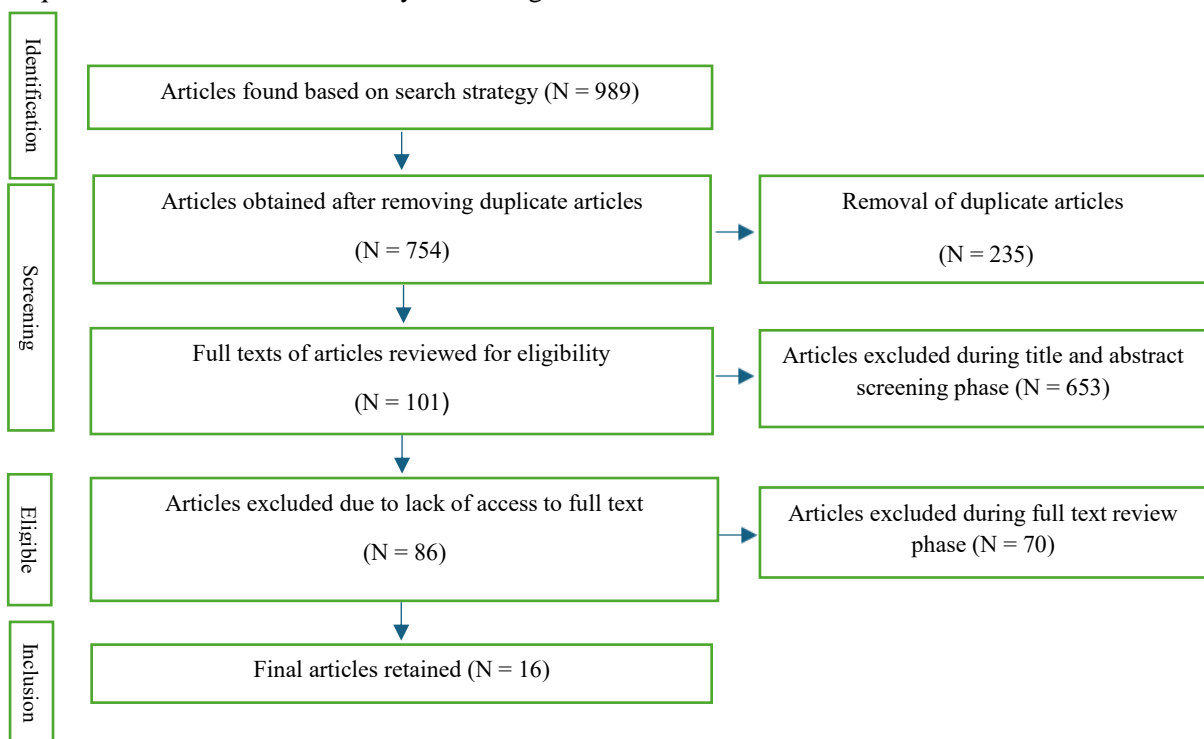 Identification
Articles found based on search strategy (N = 989)
Screening
Articles obtained after removing duplicate articles
(N = 754)
Removal of duplicate articles
(N = 235)
Full texts of articles reviewed for eligibility
(N = 101)
Articles excluded during title and abstract
screening phase (N = 653)
Eligible
Articles excluded due to lack of access to full text
(N = 86)
Articles excluded during full text review
phase (N = 70)
Inclusion
Final articles retained (N = 16)